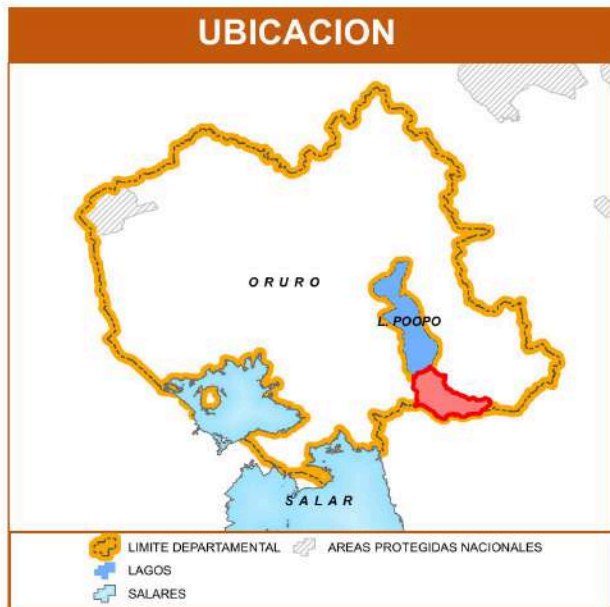 UBICACION
ORURO
L. POOPO
SALAR
LIMITE DEPARTAMENTAL
AREAS PROTEGIDAS NACIONALES
LAGOS
SALARES